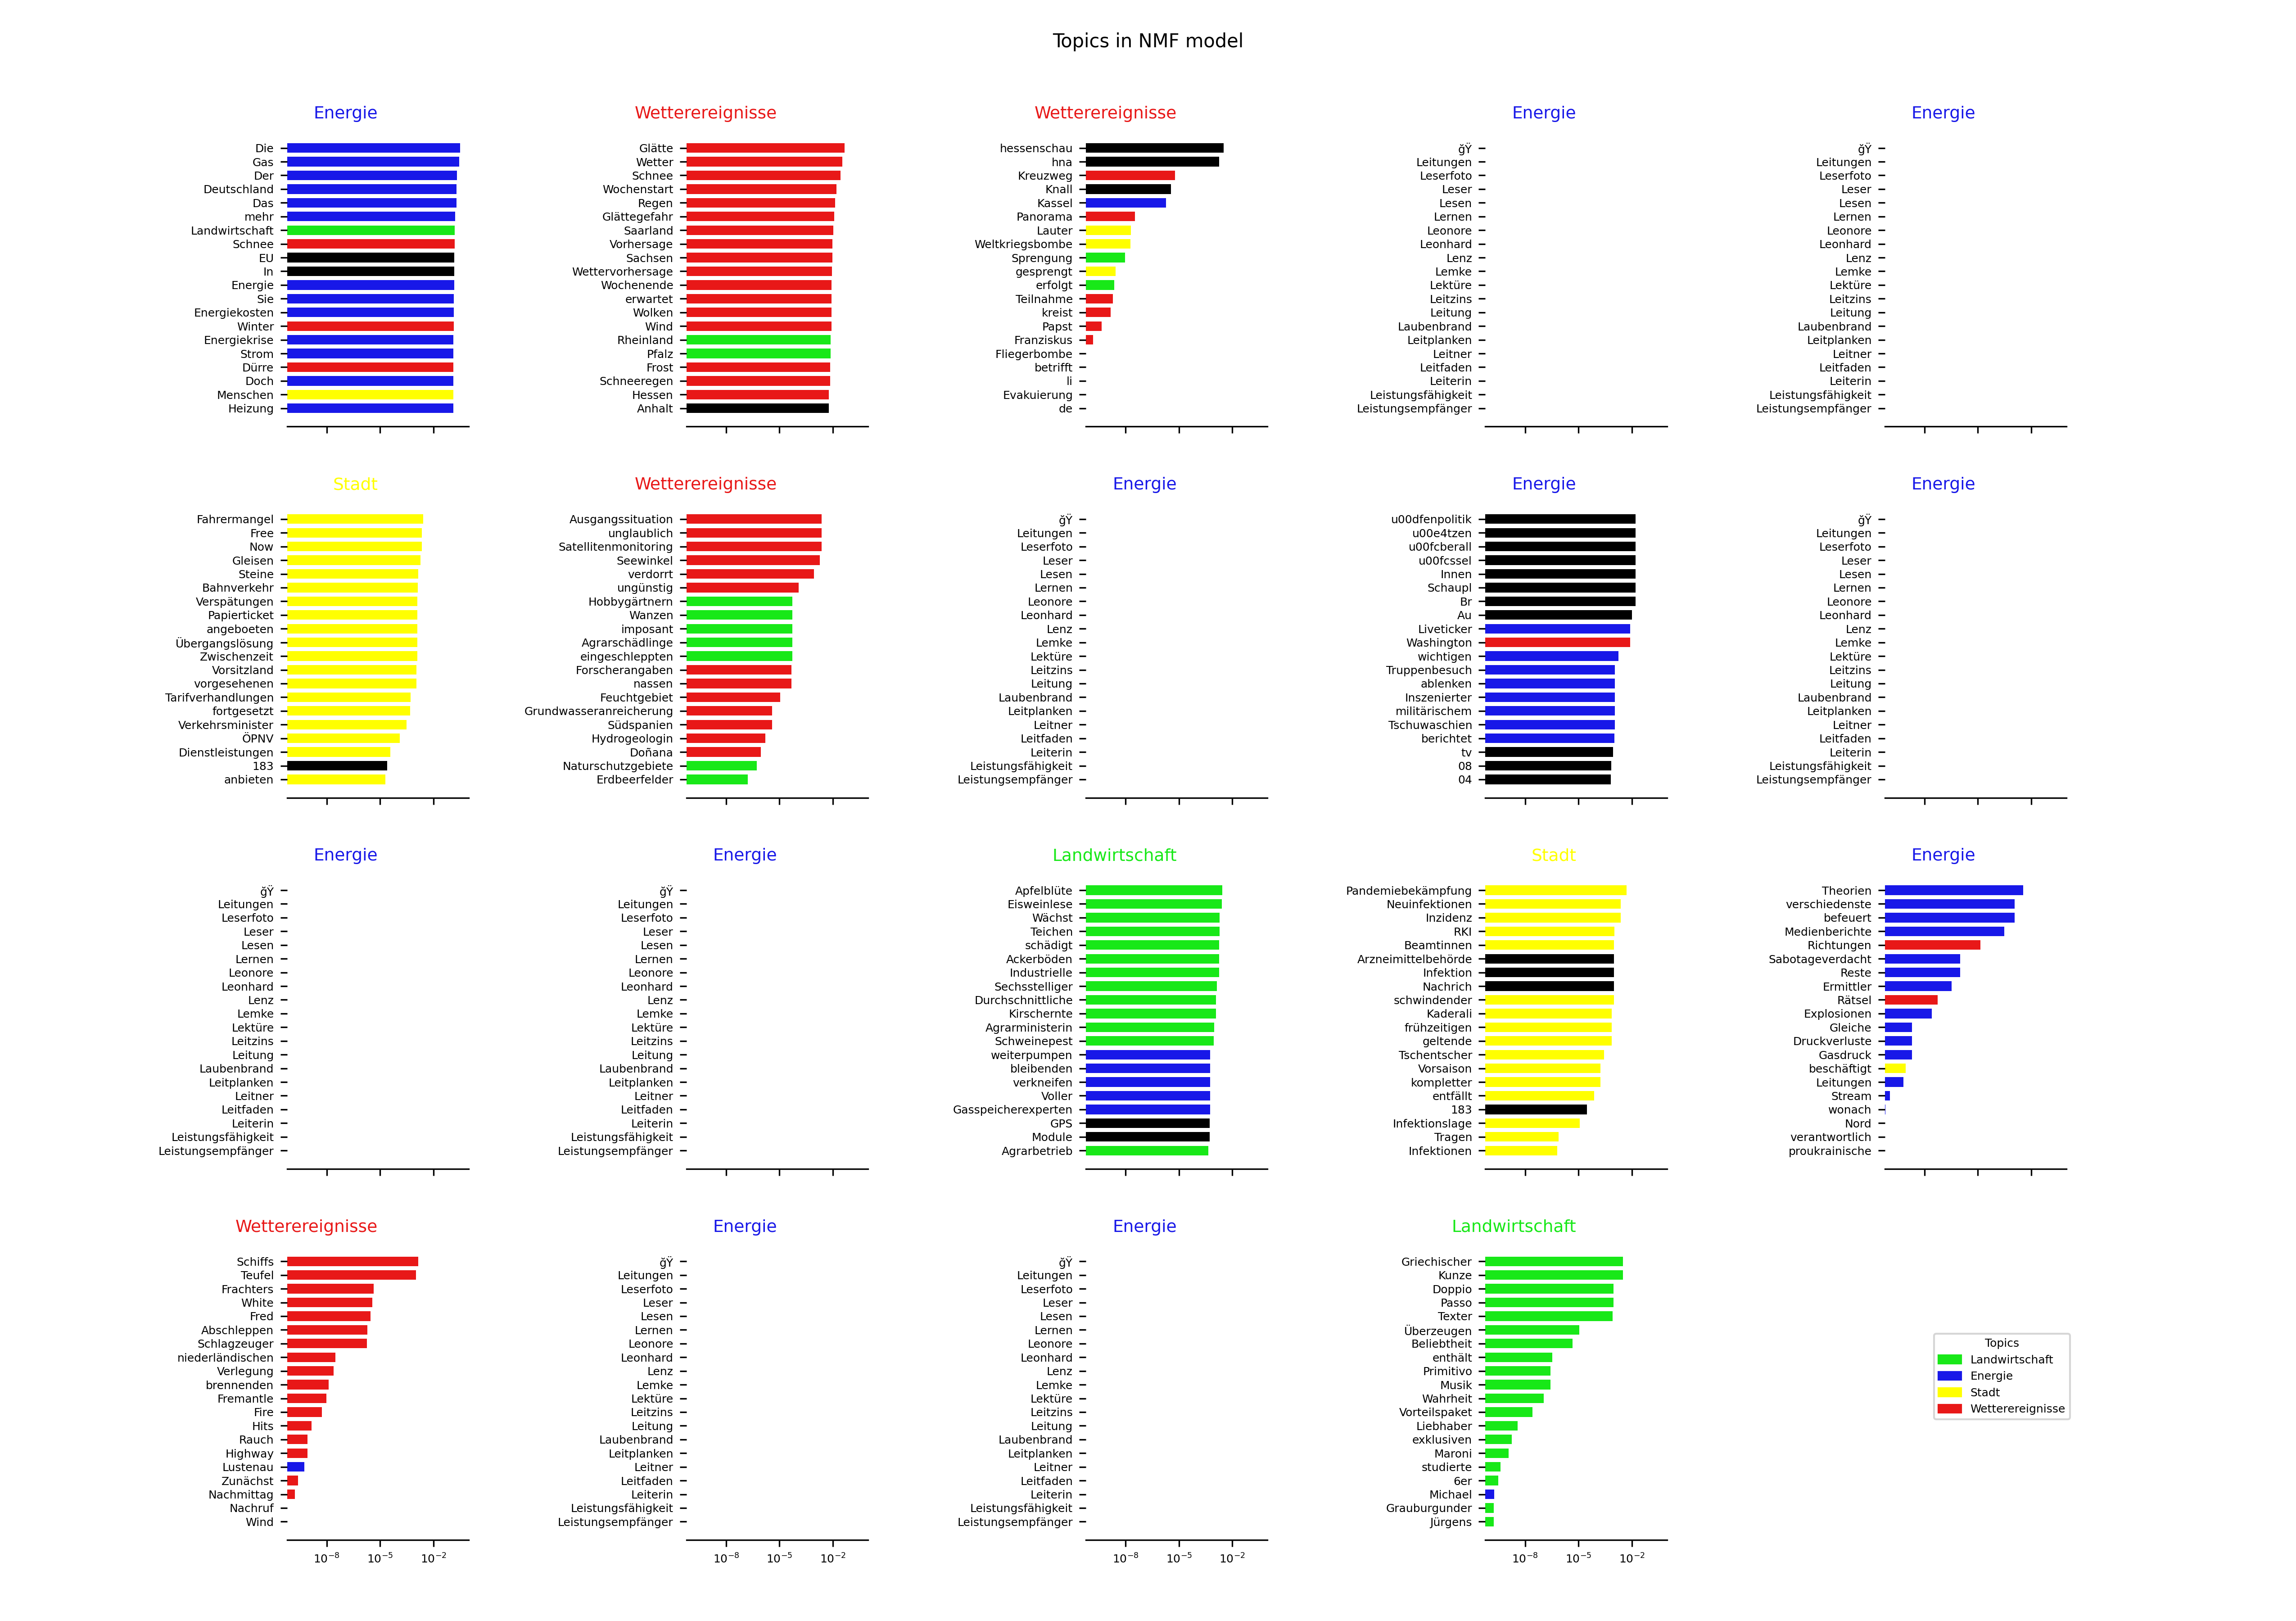 Topics in NMF model
Energie
Die
Gas
Der
Deutschland
Das
mehr
Landwirtschaft
Schnee
EU
In
Energie
Sie
Energiekosten
Winter
Energiekrise
Strom
Dürre
Doch
Menschen
Heizung
Wetterereignisse
Glätte
Wetter
Schnee
Wochenstart
Regen
Glättegefahr
Saarland
Vorhersage
Sachsen
Wettervorhersage
Wochenende
erwartet
Wolken
Wind
Rheinland
Pfalz
Frost
Schneeregen
Hessen
Anhalt
Wetterereignisse
hessenschau
hna
Kreuzweg
Knall
Kassel
Panorama
Lauter
Weltkriegsbombe
Sprengung
gesprengt
erfolgt
Teilnahme
kreist
Papst
Franziskus
Fliegerbombe
betrifft
li
Evakuierung
de
Energie
ğŸ
Leitungen
Leserfoto
Leser
Lesen
Lernen
Leonore
Leonhard
Lenz
Lemke
Lektüre
Leitzins
Leitung
Laubenbrand
Leitplanken
Leitner
Leitfaden
Leiterin
Leistungsfähigkeit
Leistungsempfänger
Energie
ğŸ
Leitungen
Leserfoto
Leser
Lesen
Lernen
Leonore
Leonhard
Lenz
Lemke
Lektüre
Leitzins
Leitung
Laubenbrand
Leitplanken
Leitner
Leitfaden
Leiterin
Leistungsfähigkeit
Leistungsempfänger
Stadt
Fahrermangel
Free
Now
Gleisen
Steine
Bahnverkehr
Verspätungen
Papierticket
angeboeten
Übergangslösung
Zwischenzeit
Vorsitzland
vorgesehenen
Tarifverhandlungen
fortgesetzt
Verkehrsminister
ÖPNV
Dienstleistungen
183
anbieten
Wetterereignisse
Ausgangssituation
unglaublich
Satellitenmonitoring
Seewinkel
verdorrt
ungünstig
Hobbygärtnern
Wanzen
imposant
Agrarschädlinge
eingeschleppten
Forscherangaben
nassen
Feuchtgebiet
Grundwasseranreicherung
Südspanien
Hydrogeologin
Doñana
Naturschutzgebiete
Erdbeerfelder
Energie
ğŸ
Leitungen
Leserfoto
Leser
Lesen
Lernen
Leonore
Leonhard
Lenz
Lemke
Lektüre
Leitzins
Leitung
Laubenbrand
Leitplanken
Leitner
Leitfaden
Leiterin
Leistungsfähigkeit
Leistungsempfänger
Energie
u00dfenpolitik
u00e4tzen
u00fcberall
u00fcssel
Innen
Schaupl
Br
Au
Liveticker
Washington
wichtigen
Truppenbesuch
ablenken
Inszenierter
militärischem
Tschuwaschien
berichtet
tv
08
04
Energie
ğŸ
Leitungen
Leserfoto
Leser
Lesen
Lernen
Leonore
Leonhard
Lenz
Lemke
Lektüre
Leitzins
Leitung
Laubenbrand
Leitplanken
Leitner
Leitfaden
Leiterin
Leistungsfähigkeit
Leistungsempfänger
Energie
ğŸ
Leitungen
Leserfoto
Leser
Lesen
Lernen
Leonore
Leonhard
Lenz
Lemke
Lektüre
Leitzins
Leitung
Laubenbrand
Leitplanken
Leitner
Leitfaden
Leiterin
Leistungsfähigkeit
Leistungsempfänger
Energie
ğŸ
Leitungen
Leserfoto
Leser
Lesen
Lernen
Leonore
Leonhard
Lenz
Lemke
Lektüre
Leitzins
Leitung
Laubenbrand
Leitplanken
Leitner
Leitfaden
Leiterin
Leistungsfähigkeit
Leistungsempfänger
Landwirtschaft
Apfelblüte
Eisweinlese
Wächst
Teichen
schädigt
Ackerböden
Industrielle
Sechsstelliger
Durchschnittliche
Kirschernte
Agrarministerin
Schweinepest
weiterpumpen
bleibenden
verkneifen
Voller
Gasspeicherexperten
GPS
Module
Agrarbetrieb
Stadt
Pandemiebekämpfung
Neuinfektionen
Inzidenz
RKI
Beamtinnen
Arzneimittelbehörde
Infektion
Nachrich
schwindender
Kaderali
frühzeitigen
geltende
Tschentscher
Vorsaison
kompletter
entfällt
183
Infektionslage
Tragen
Infektionen
Energie
Theorien
verschiedenste
befeuert
Medienberichte
Richtungen
Sabotageverdacht
Reste
Ermittler
Rätsel
Explosionen
Gleiche
Druckverluste
Gasdruck
beschäftigt
Leitungen
Stream
wonach
Nord
verantwortlich
proukrainische
Wetterereignisse
Schiffs
Teufel
Frachters
White
Fred
Abschleppen
Schlagzeuger
niederländischen
Verlegung
brennenden
Fremantle
Fire
Hits
Rauch
Highway
Lustenau
Zunächst
Nachmittag
Nachruf
Wind
10⁻⁸ 10⁻⁵ 10⁻²
Energie
ğŸ
Leitungen
Leserfoto
Leser
Lesen
Lernen
Leonore
Leonhard
Lenz
Lemke
Lektüre
Leitzins
Leitung
Laubenbrand
Leitplanken
Leitner
Leitfaden
Leiterin
Leistungsfähigkeit
Leistungsempfänger
10⁻⁸ 10⁻⁵ 10⁻²
Energie
ğŸ
Leitungen
Leserfoto
Leser
Lesen
Lernen
Leonore
Leonhard
Lenz
Lemke
Lektüre
Leitzins
Leitung
Laubenbrand
Leitplanken
Leitner
Leitfaden
Leiterin
Leistungsfähigkeit
Leistungsempfänger
10⁻⁸ 10⁻⁵ 10⁻²
Landwirtschaft
Griechischer
Kunze
Doppio
Passo
Texter
Überzeugen
Beliebtheit
enthält
Primitivo
Musik
Wahrheit
Vorteilspaket
Liebhaber
exklusiven
Maroni
studierte
6er
Michael
Grauburgunder
Jürgens
10⁻⁸ 10⁻⁵ 10⁻²
Topics
Landwirtschaft
Energie
Stadt
Wetterereignisse